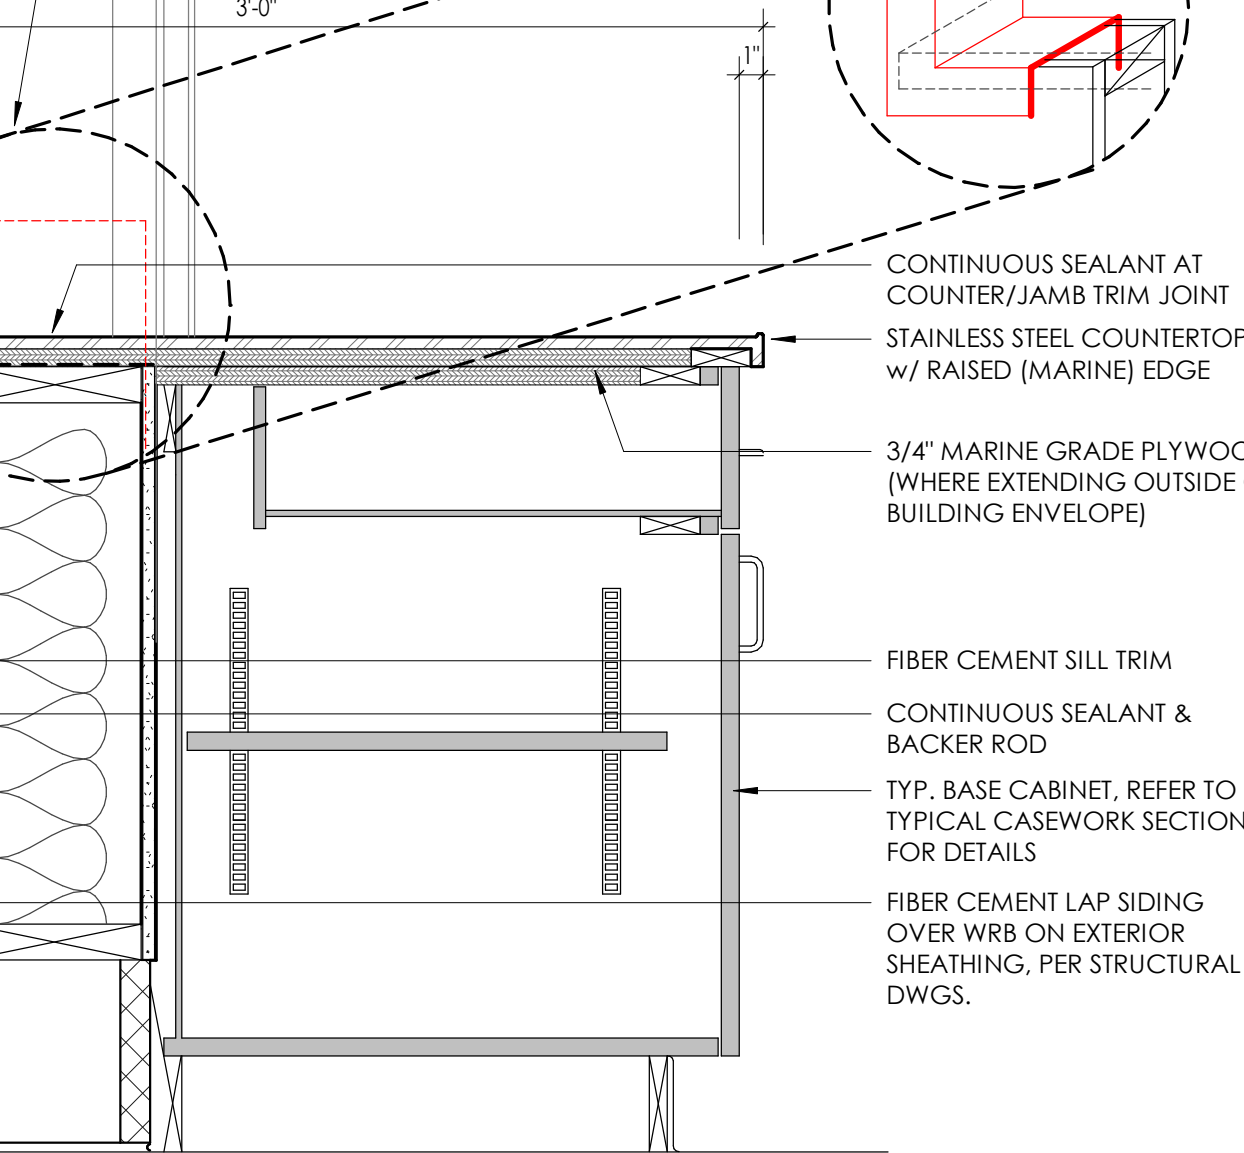 3'-0"
1"
CONTINUOUS SEALANT AT
COUNTER/JAMB TRIM JOINT
STAINLESS STEEL COUNTERTOP
w/ RAISED (MARINE) EDGE
3/4" MARINE GRADE
(WHERE EXTENDING OUTSIDE
BUILDING ENVELOPE)
FIBER CEMENT SILL TRIM
CONTINUOUS SEALANT &
BACKER ROD
TYP. BASE CABINET, REFER TO
TYPICAL CASEWORK SECTION
FOR DETAILS
FIBER CEMENT LAP SIDING
OVER WRB ON EXTERIOR
SHEATHING, PER STRUCTURAL
DWGS.